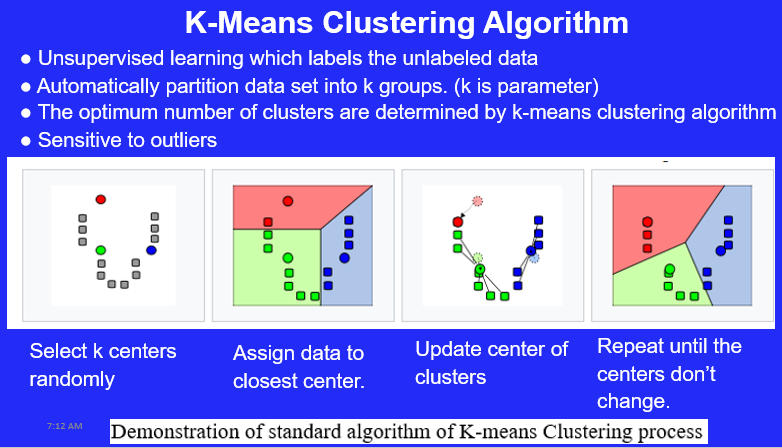 K-Means Clustering Algorithm
● Unsupervised learning which labels the unlabeled data
● Automatically partition data set into k groups. (k is parameter)
● The optimum number of clusters are determined by k-means clustering algorithm
● Sensitive to outliers
Select k centers
randomly
Assign data to
closest center.
Update center of
clusters
Repeat until the
centers don’t
change.
7:12 AM
Demonstration of standard algorithm of K-means Clustering process